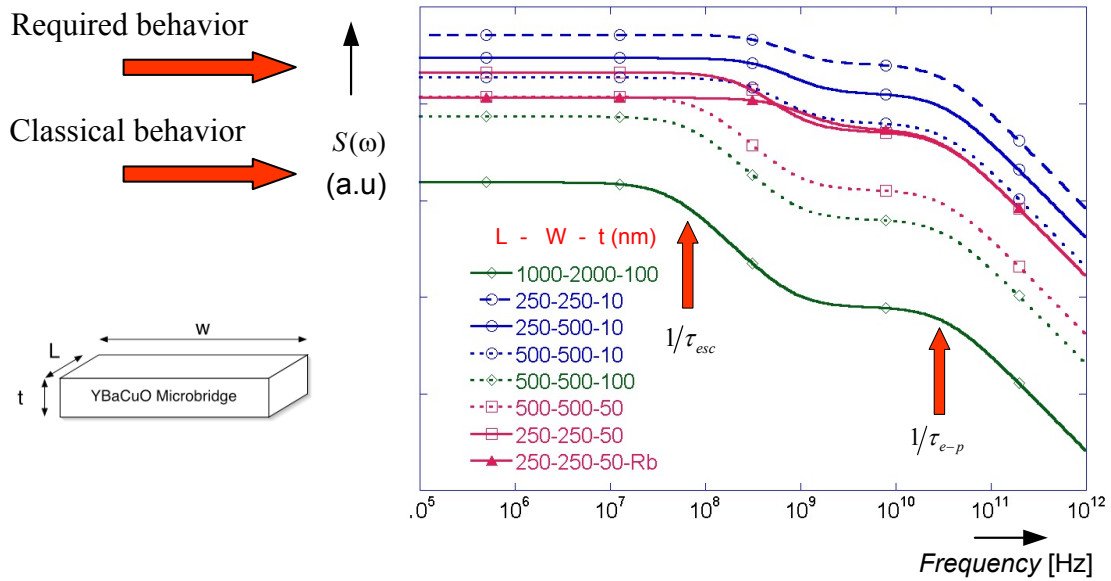 Required behavior
Classical behavior
S(ω)
(a.u)
L - W - t (nm)
1000-2000-100
250-250-10
250-500-10
500-500-10
500-500-100
500-500-50
250-250-50
250-250-50-Rb
1/τesc
1/τe−p
W
L
t
YBaCuO Microbridge
.0⁵ 10⁶ 10⁷ 10⁸ 10⁹ 10¹⁰ 10¹¹ 10¹²
Frequency [Hz]